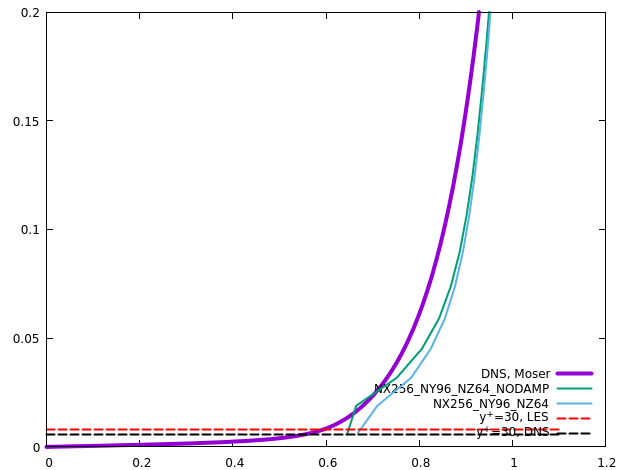 0.2
0.15
0.1
0.05
0
DNS, Moser
NX256_NY96_NZ64_NODAMP
NX256_NY96_NZ64
y+=30, LES
y+=30, DNS
0 0.2 0.4 0.6 0.8 1 1.2